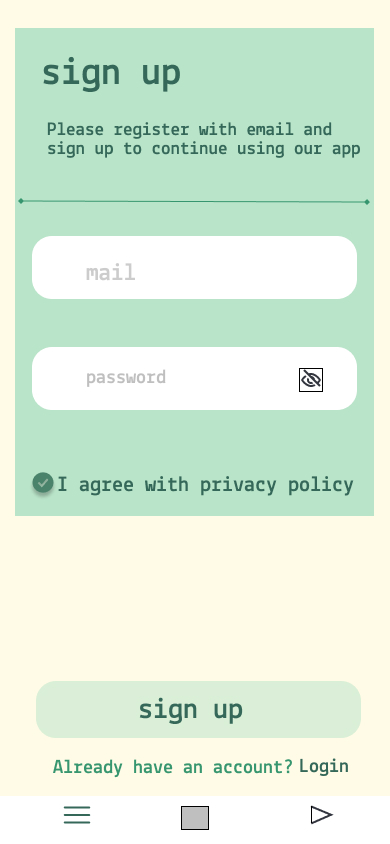 sign up
Please register with email and
sign up to continue using our app
mail
password
I agree with privacy policy
sign up
Already have an account? Login